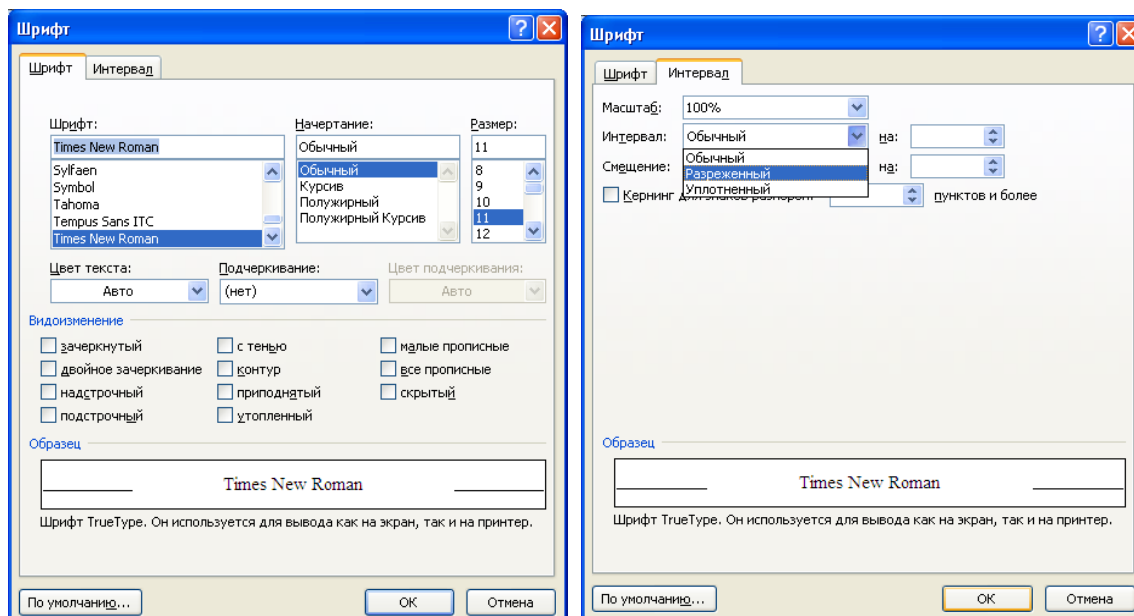 Шрифт
Шрифт Интервал
Шрифт: Начертание: Размер:
Times New Roman Обычный 11
Sylfaen
Symbol
Tahoma
Tempus Sans ITC
Times New Roman
Обычный
Курсив
Полужирный
Полужирный Курсив
8
9
10
11
12
Цвет текста: Подчеркивание: Цвет подчеркивания:
Авто (нет) Авто
Видоизменение
зачеркнутый с тенью малые прописные
двойное зачеркивание контур все прописные
надстрочный приподнятый скрытый
подстрочный утопленный
Образец
Times New Roman
Шрифт TrueType. Он используется для вывода как на экран, так и на принтер.
По умолчанию... ОК Отмена
Шрифт
Шрифт Интервал
Масштаб: 100%
Интервал: Обычный на:
Обычный
Смещение: на:
Разреженный
Уплотненный
Кернинг для знаков размером: пунктов и более
Образец
Times New Roman
Шрифт TrueType. Он используется для вывода как на экран, так и на принтер.
По умолчанию... ОК Отмена